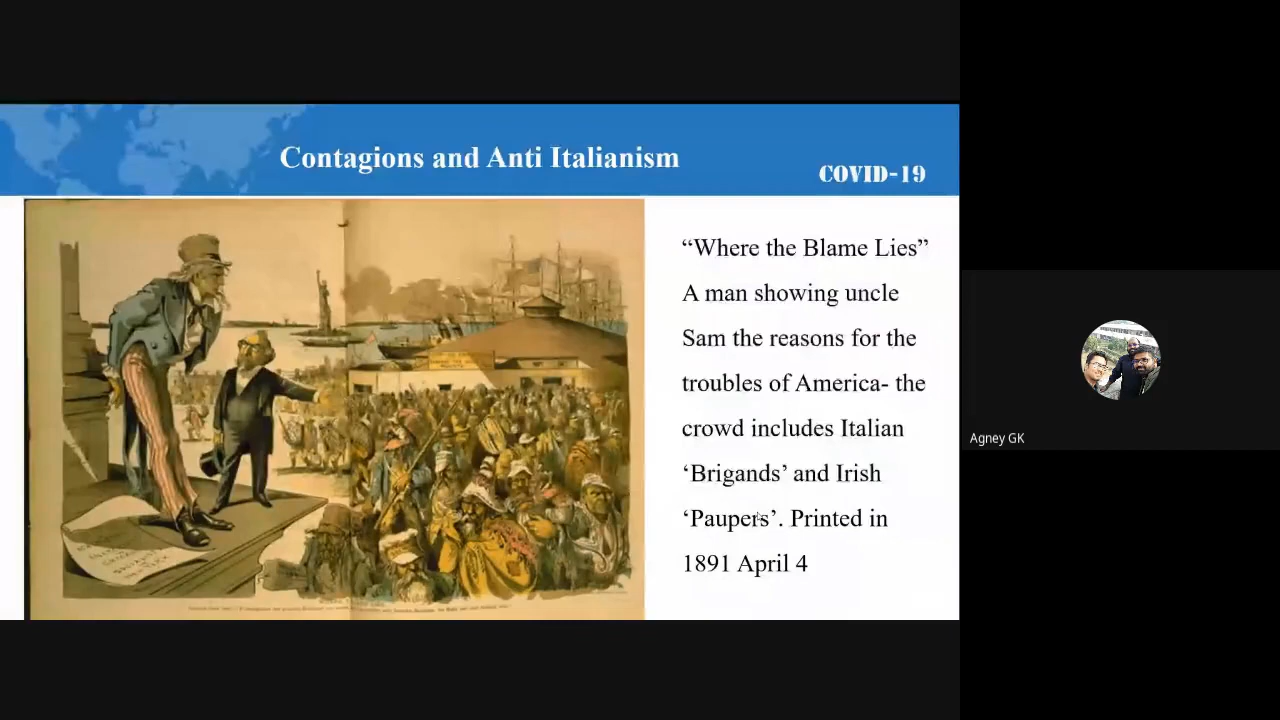 Contagions and Anti Italianism
COVID-19
“Where the Blame Lies”
A man showing uncle
Sam the reasons for the
troubles of America- the
crowd includes Italian
‘Brigands’ and Irish
‘Paupers’. Printed in
1891 April 4
Agney GK